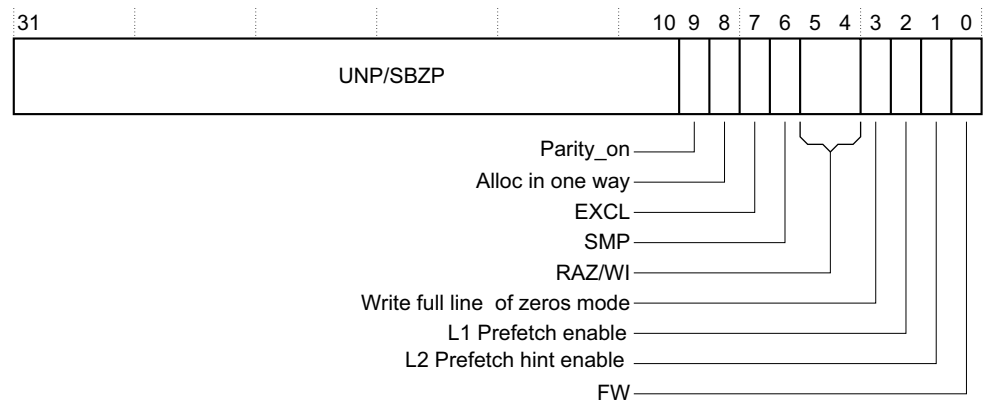 31 10 9 8 7 6 5 4 3 2 1 0
UNP/SBZP
Parity_on
Alloc in one way
EXCL
SMP
RAZ/WI
Write full line of zeros mode
L1 Prefetch enable
L2 Prefetch hint enable
FW